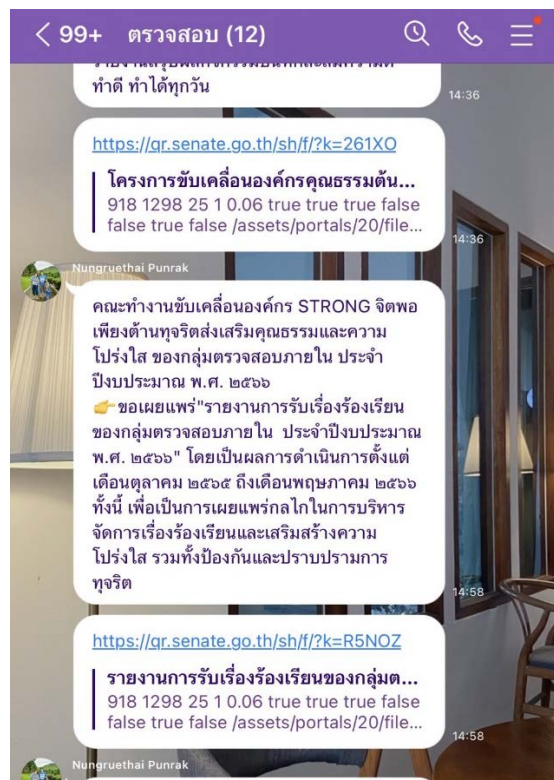 99+ ตรวจสอบ (12)
ทำดี ทำได้ทุกวัน
14:36
https://qr.senate.go.th/sh/f/?k=261XO
โครงการขับเคลื่อนองค์กรคุณธรรมต้น...
918 1298 25 1 0.06 true true true false
false true false /assets/portals/20/file...
14:36
Nungruethai Punrak
คณะทำงานขับเคลื่อนองค์กร STRONG จิตพอ
เพียงต้านทุจริตส่งเสริมคุณธรรมและความ
โปร่งใส ของกลุ่มตรวจสอบภายใน ประจำ
ปีงบประมาณ พ.ศ. ๒๕๖๖
👉ขอเผยแพร่"รายงานการรับเรื่องร้องเรียน
ของกลุ่มตรวจสอบภายใน ประจำปีงบประมาณ
พ.ศ. ๒๕๖๖" โดยเป็นผลการดำเนินการตั้งแต่
เดือนตุลาคม ๒๕๖๕ ถึงเดือนพฤษภาคม ๒๕๖๖
ทั้งนี้ เพื่อเป็นการเผยแพร่กลไกในการบริหาร
จัดการเรื่องร้องเรียนและเสริมสร้างความ
โปร่งใส รวมทั้งป้องกันและปราบปรามการ
ทุจริต
14:58
https://qr.senate.go.th/sh/f/?k=R5NOZ
รายงานการรับเรื่องร้องเรียนของกลุ่มต...
918 1298 25 1 0.06 true true true false
false true false /assets/portals/20/file...
14:58
Nungruethai Punrak